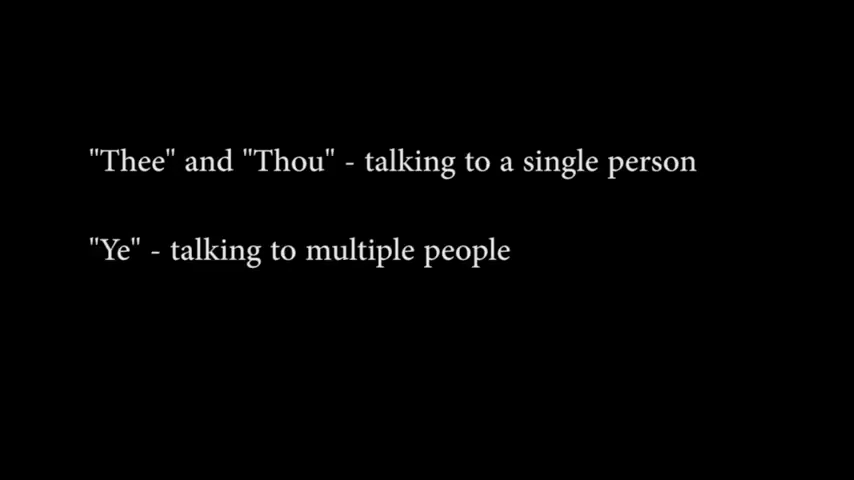 "Thee" and "Thou" - talking to a single person
"Ye" - talking to multiple people